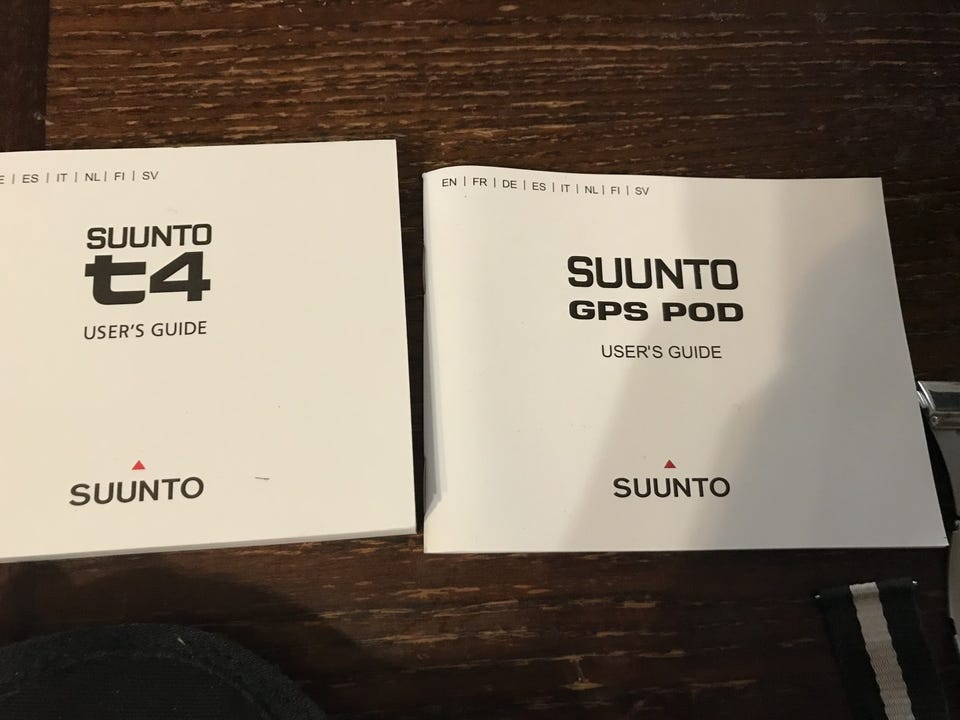 E | ES | IT | NL | FI | SV
SUUNTO
t4
USER'S GUIDE
SUUNTO
EN | FR | DE | ES | IT | NL | FI | SV
SUUNTO
GPS POD
USER'S GUIDE
SUUNTO